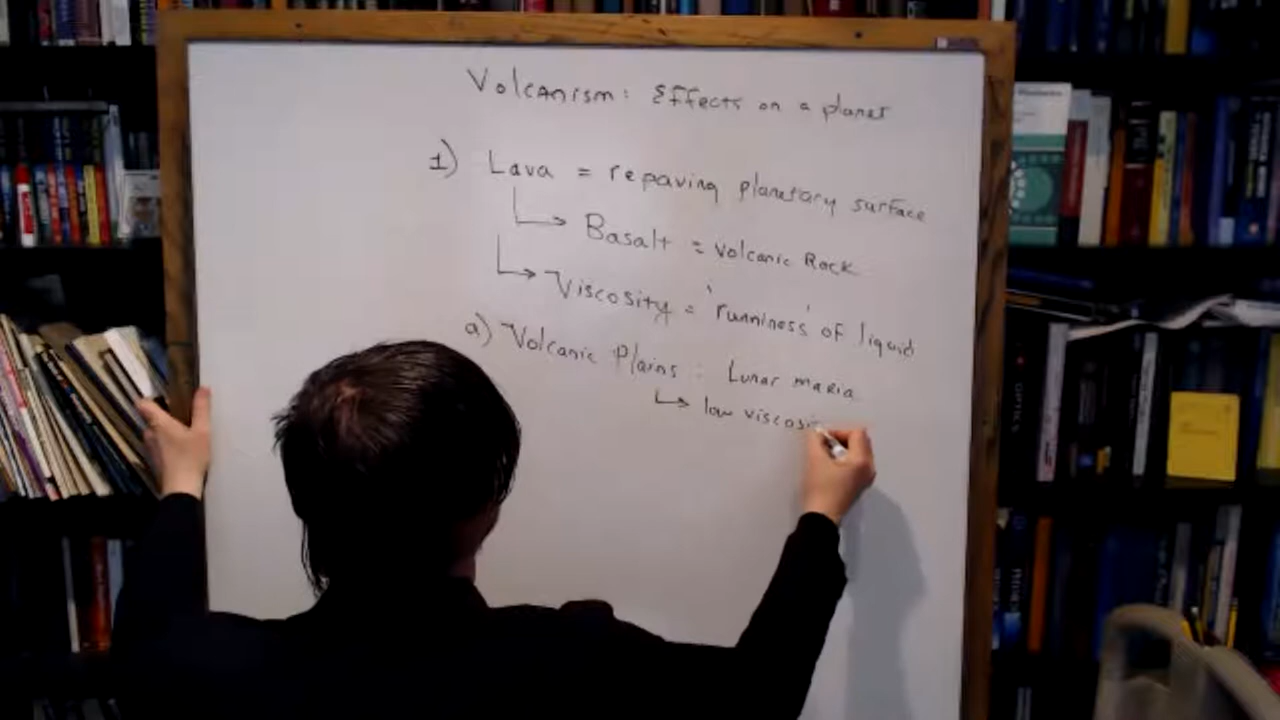 Volcanism: Effects on a planet
1) Lava = repaving planetary surface
↳ Basalt = volcanic Rock
↳ Viscosity = 'runniness' of liquid
a) Volcanic Plains: Lunar maria
↳ low viscosi
OPTICS